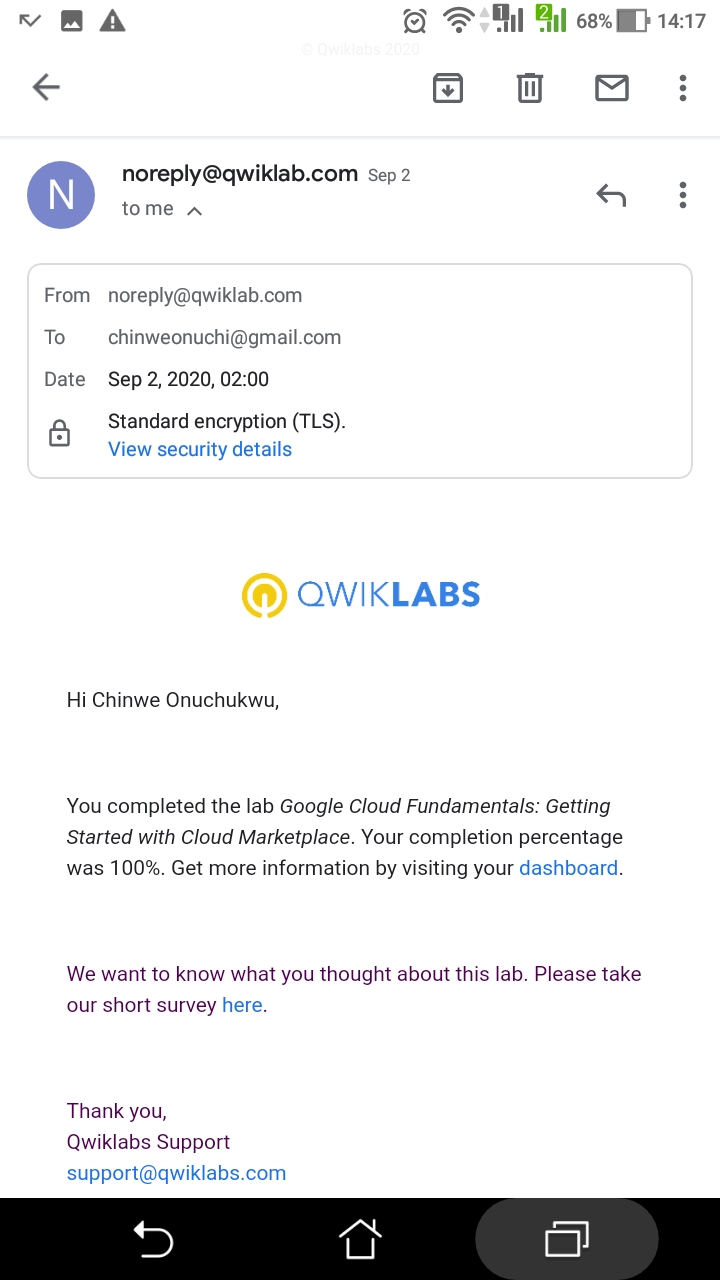 1 2 68% 14:17
© Qwiklabs 2020
N noreply@qwiklab.com Sep 2
to me
From noreply@qwiklab.com
To chinweonuchi@gmail.com
Date Sep 2, 2020, 02:00
Standard encryption (TLS).
View security details
QWIKLABS
Hi Chinwe Onuchukwu,
You completed the lab Google Cloud Fundamentals: Getting
Started with Cloud Marketplace. Your completion percentage
was 100%. Get more information by visiting your dashboard.
We want to know what you thought about this lab. Please take
our short survey here.
Thank you,
Qwiklabs Support
support@qwiklabs.com